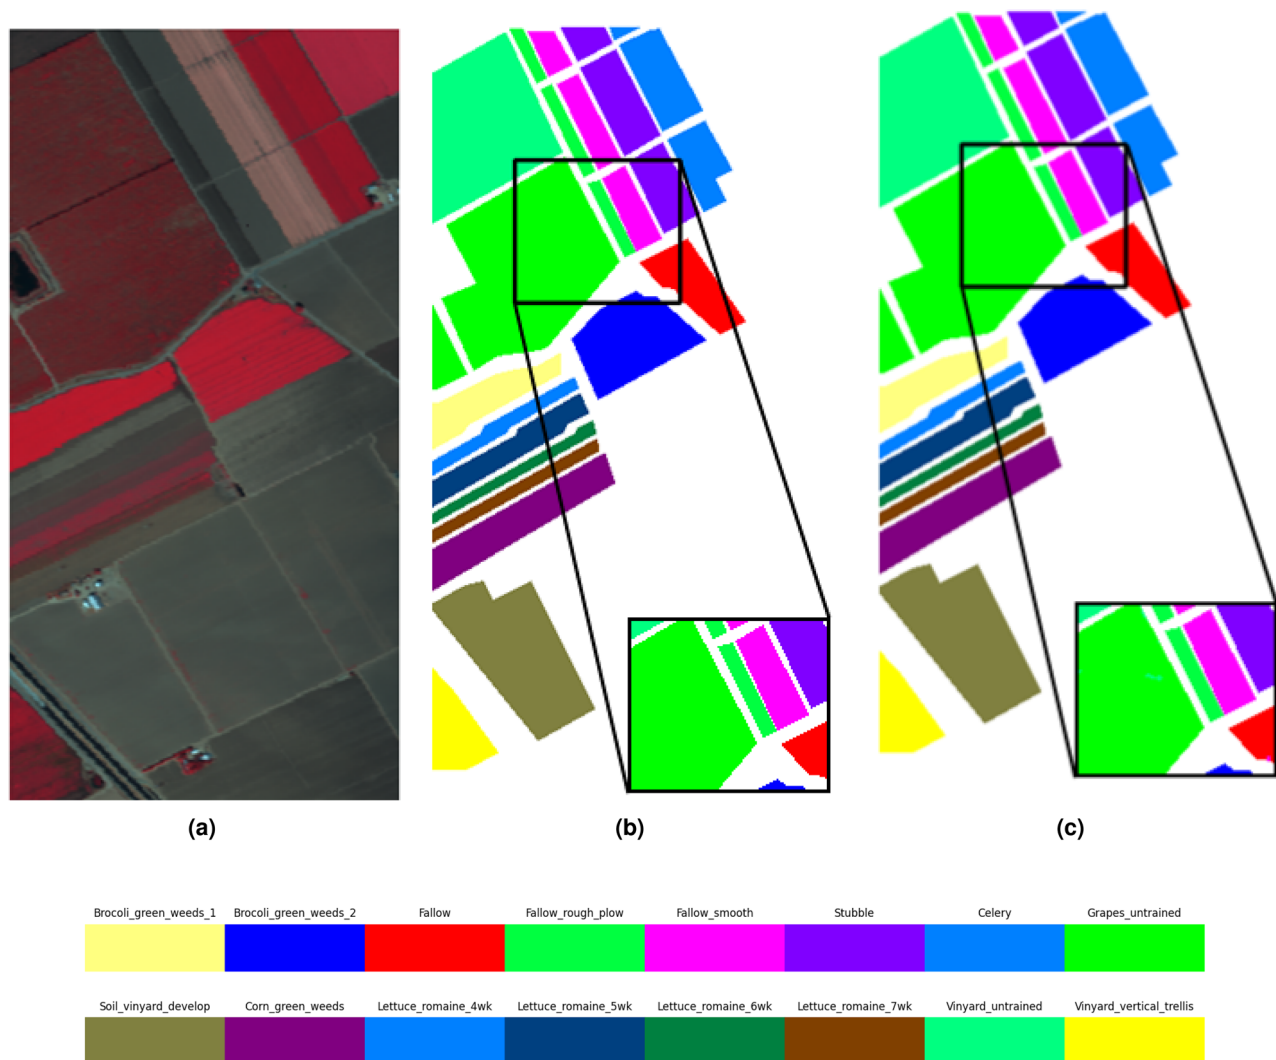 (a) (b) (c)
Brocoli_green_weeds_1 Brocoli_green_weeds_2 Fallow Fallow_rough_plow Fallow_smooth Stubble Celery Grapes_untrained
Soil_vinyard_develop Corn_green_weeds Lettuce_romaine_4wk Lettuce_romaine_5wk Lettuce_romaine_6wk Lettuce_romaine_7wk Vinyard_untrained Vinyard_vertical_trellis